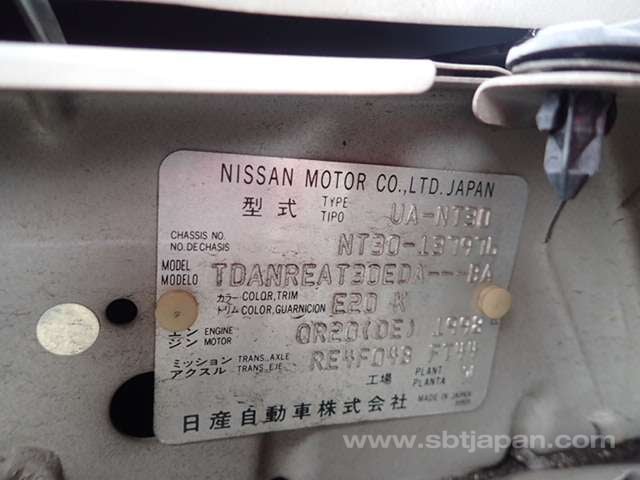 NISSAN MOTOR CO.,LTD. JAPAN
型式 TYPE TIPO UA-NT30
CHASSIS NO. NO. DE CHASIS
MODEL MODELO TDANREAT30EDA---BA
カラー トリム COLOR,TRIM COLOR,GUARNICION E20 K
エンジン ENGINE MOTOR QR20(DE) 1998
ミッション アクスル TRANS.,AXLE TRANS.,EJE RE4F04B FT44
工場 PLANT PLANTA
日産自動車株式会社 MADE IN JAPAN
www.sbtjapan.com